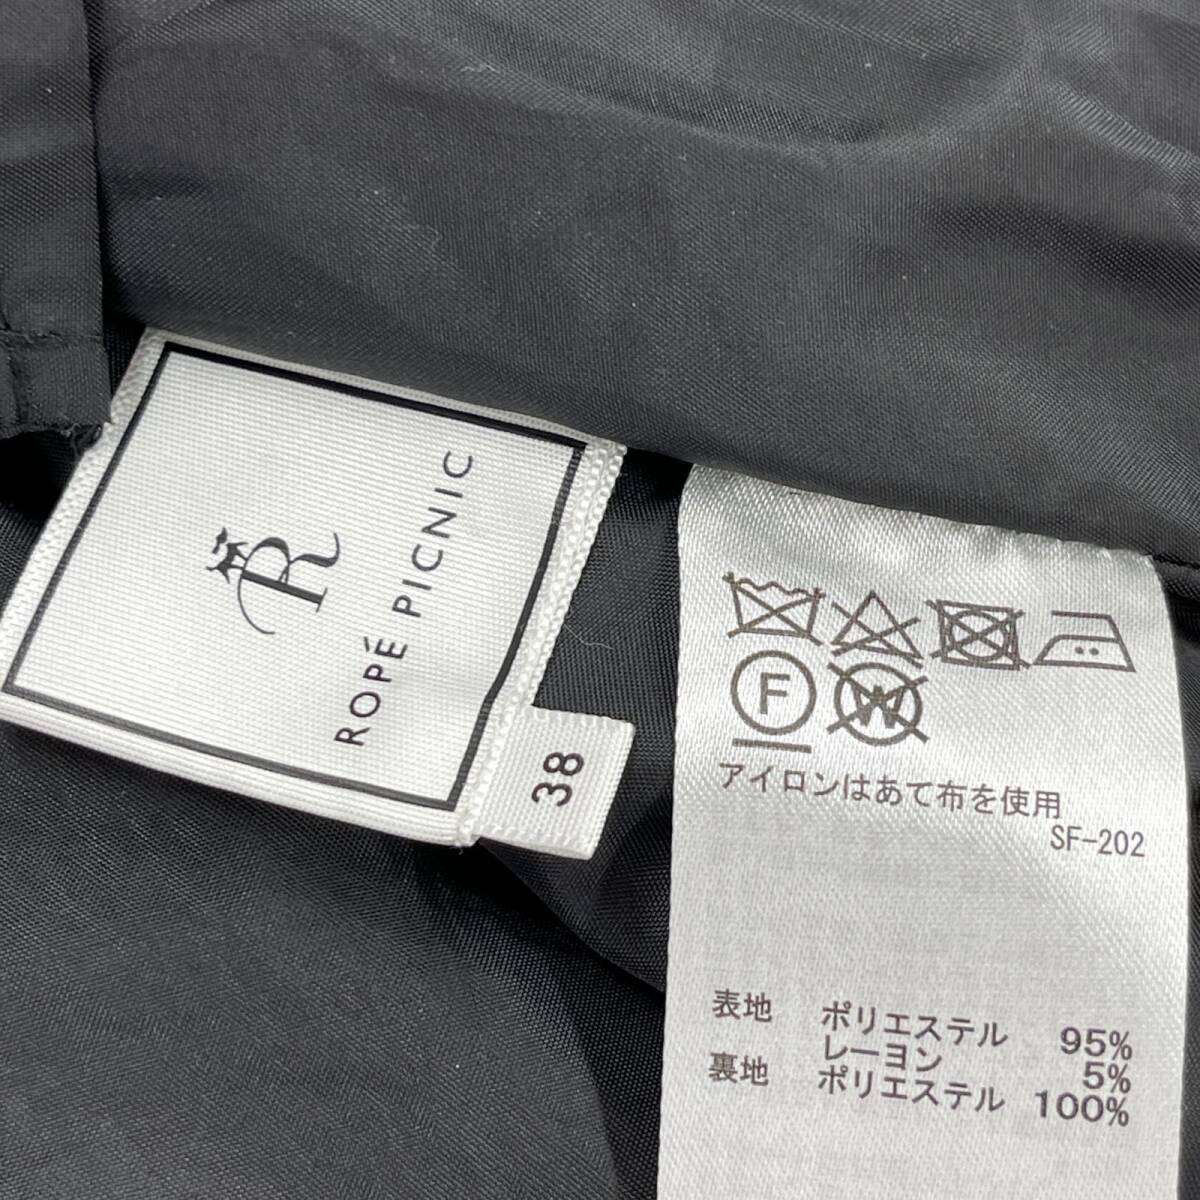 R
ROPÉ PICNIC
38
F
W
アイロンはあて布を使用
SF-202
表地 ポリエステル 95%
レーヨン 5%
裏地 ポリエステル 100%